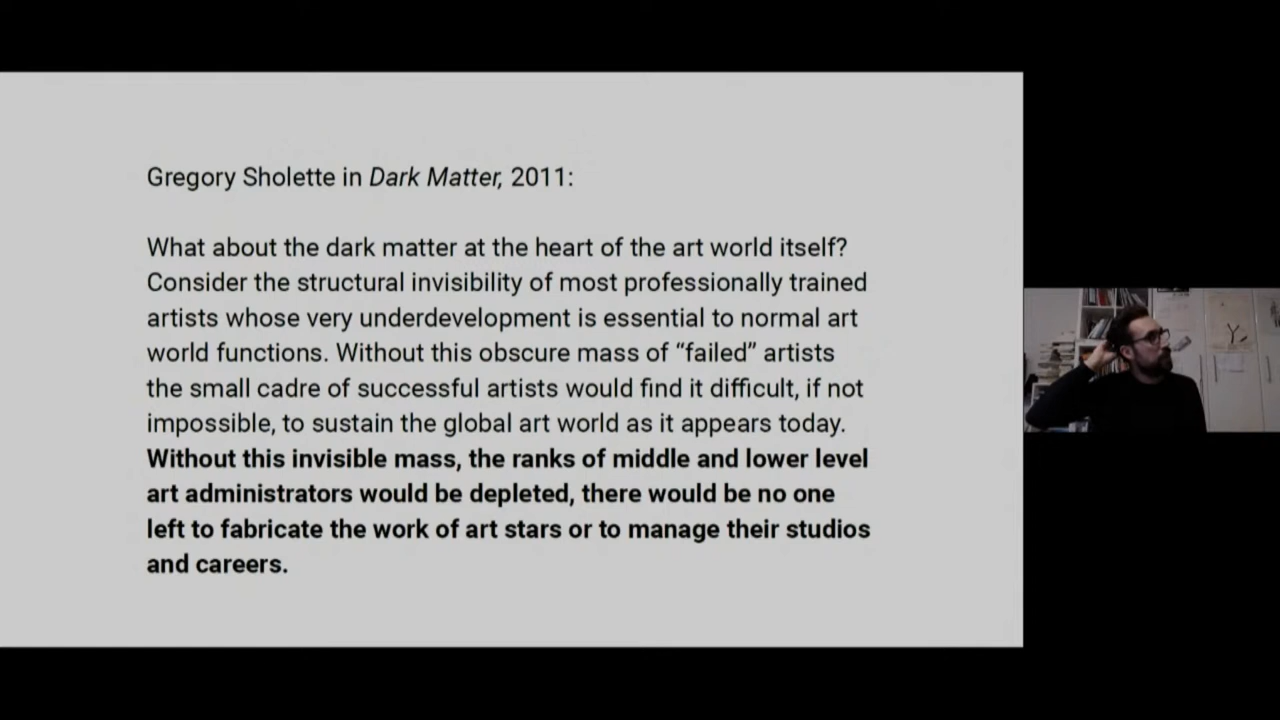 Gregory Sholette in Dark Matter, 2011:
What about the dark matter at the heart of the art world itself?
Consider the structural invisibility of most professionally trained
artists whose very underdevelopment is essential to normal art
world functions. Without this obscure mass of “failed” artists
the small cadre of successful artists would find it difficult, if not
impossible, to sustain the global art world as it appears today.
Without this invisible mass, the ranks of middle and lower level
art administrators would be depleted, there would be no one
left to fabricate the work of art stars or to manage their studios
and careers.